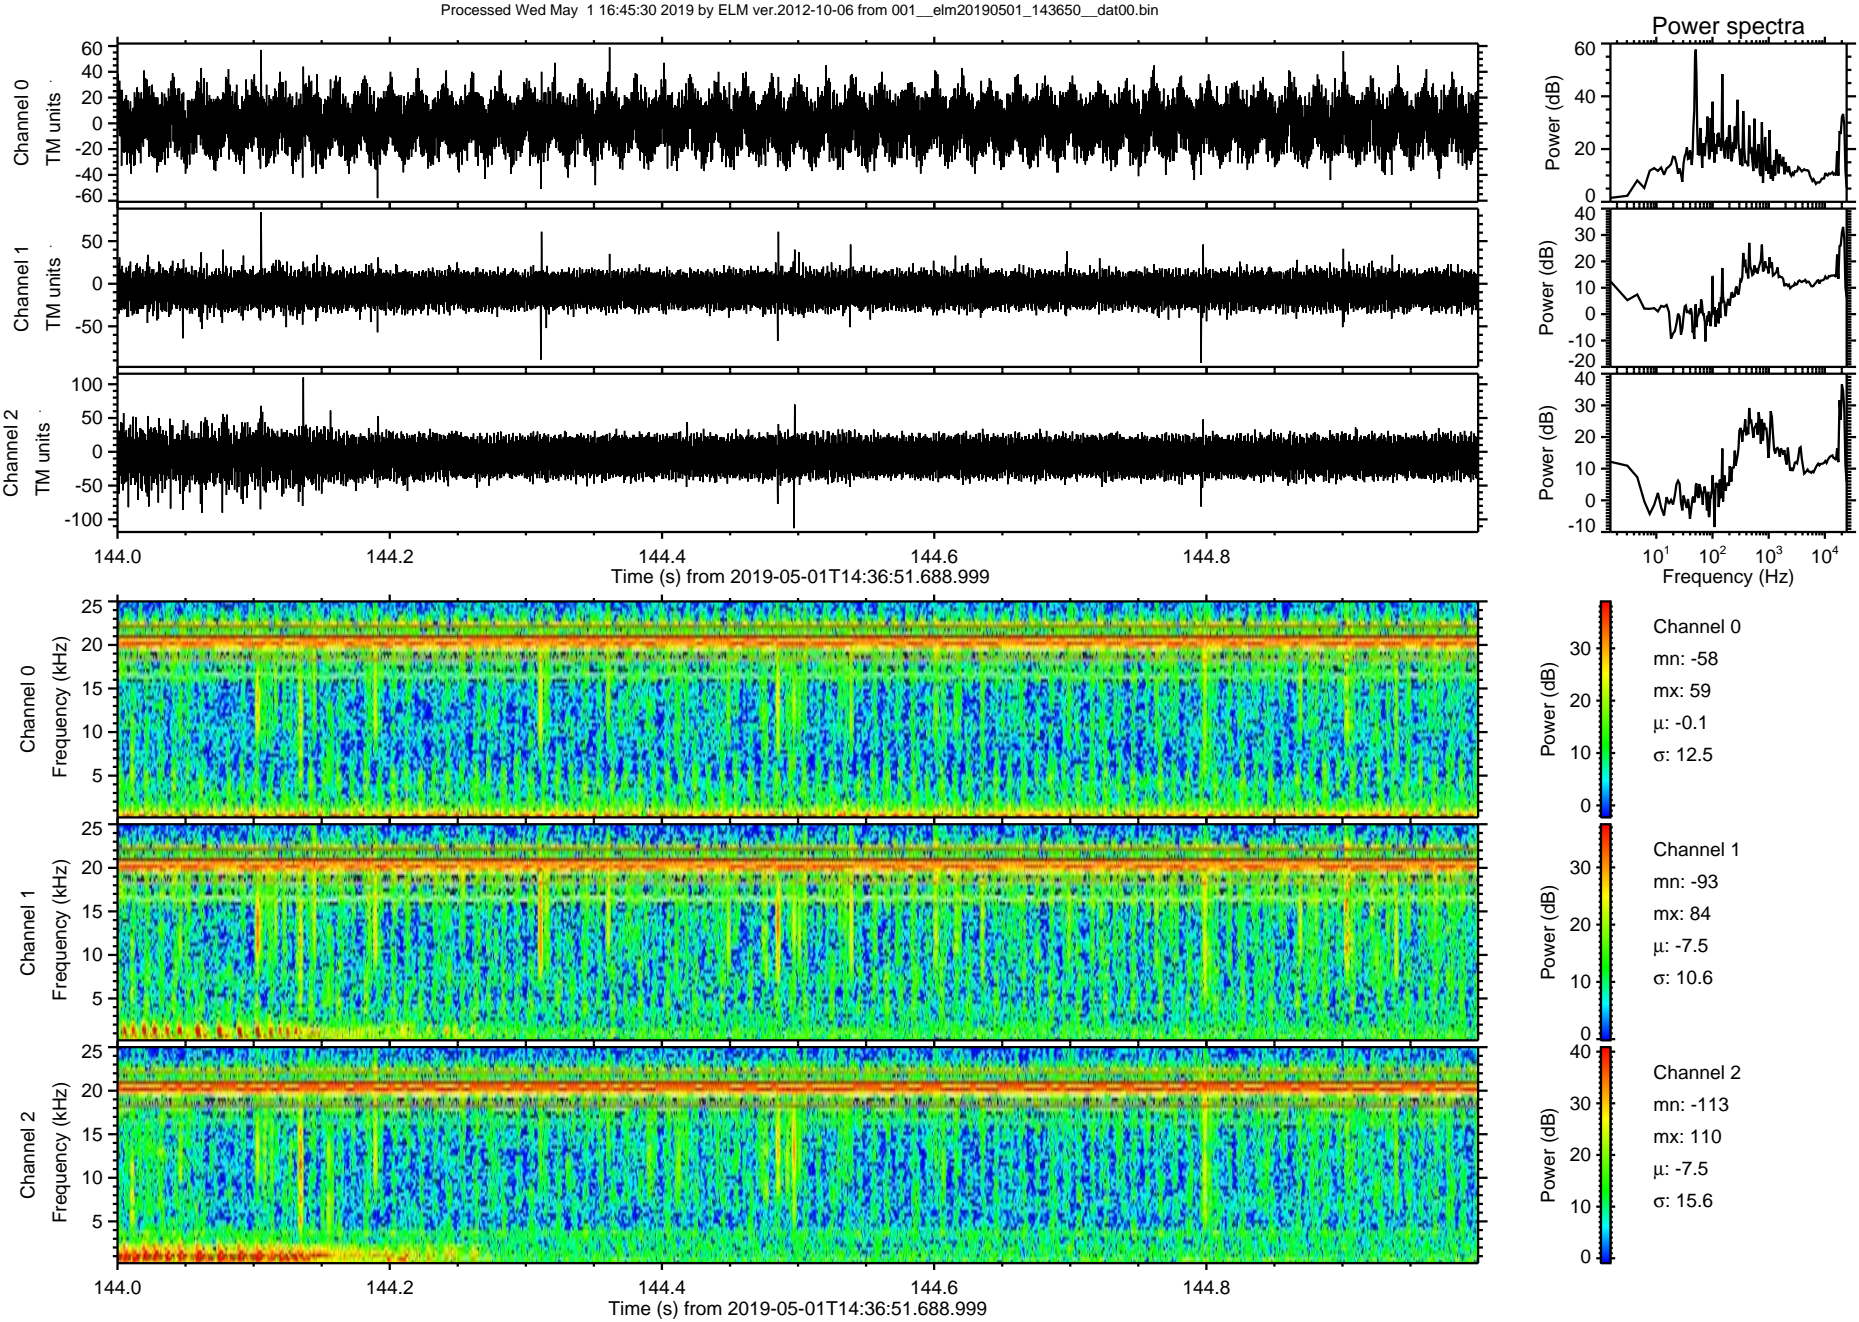 Processed Wed May  1 16:45:30 2019 by ELM ver.2012-10-06 from 001__elm20190501_143650__dat00.bin
Power spectra
Channel 0
TM units
60
40
20
0
-20
-40
-60
Power (dB)
60
40
20
0
Channel 1
TM units
50
0
-50
Power (dB)
40
30
20
10
0
-10
-20
Channel 2
TM units
100
50
0
-50
-100
Power (dB)
40
30
20
10
0
-10
144.0 144.2 144.4 144.6 144.8
Time (s) from 2019-05-01T14:36:51.688.999
10^1 10^2 10^3 10^4
Frequency (Hz)
Channel 0
Frequency (kHz)
25
20
15
10
5
Power (dB)
30
20
10
0
Channel 0
mn: -58
mx: 59
μ: -0.1
σ: 12.5
Channel 1
Frequency (kHz)
25
20
15
10
5
Power (dB)
30
20
10
0
Channel 1
mn: -93
mx: 84
μ: -7.5
σ: 10.6
Channel 2
Frequency (kHz)
25
20
15
10
5
Power (dB)
40
30
20
10
0
Channel 2
mn: -113
mx: 110
μ: -7.5
σ: 15.6
144.0 144.2 144.4 144.6 144.8
Time (s) from 2019-05-01T14:36:51.688.999